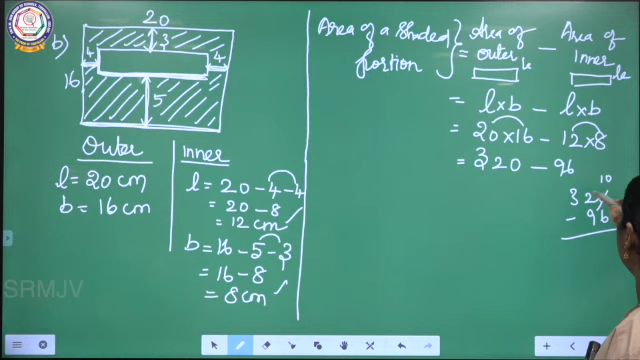 b)
20
3
4
4
16
5
Outer
l = 20 cm
b = 16 cm
inner
l = 20 - 4 - 4
= 20 - 8
= 12 cm
b = 16 - 5 - 3
= 16 - 8
= 8 cm
Area of a Shaded portion } = Area of outer - Area of inner
= l x b - l x b
= 20 x 16 - 12 x 8
= 320 - 96
10
3 2
- 96
SRMJV